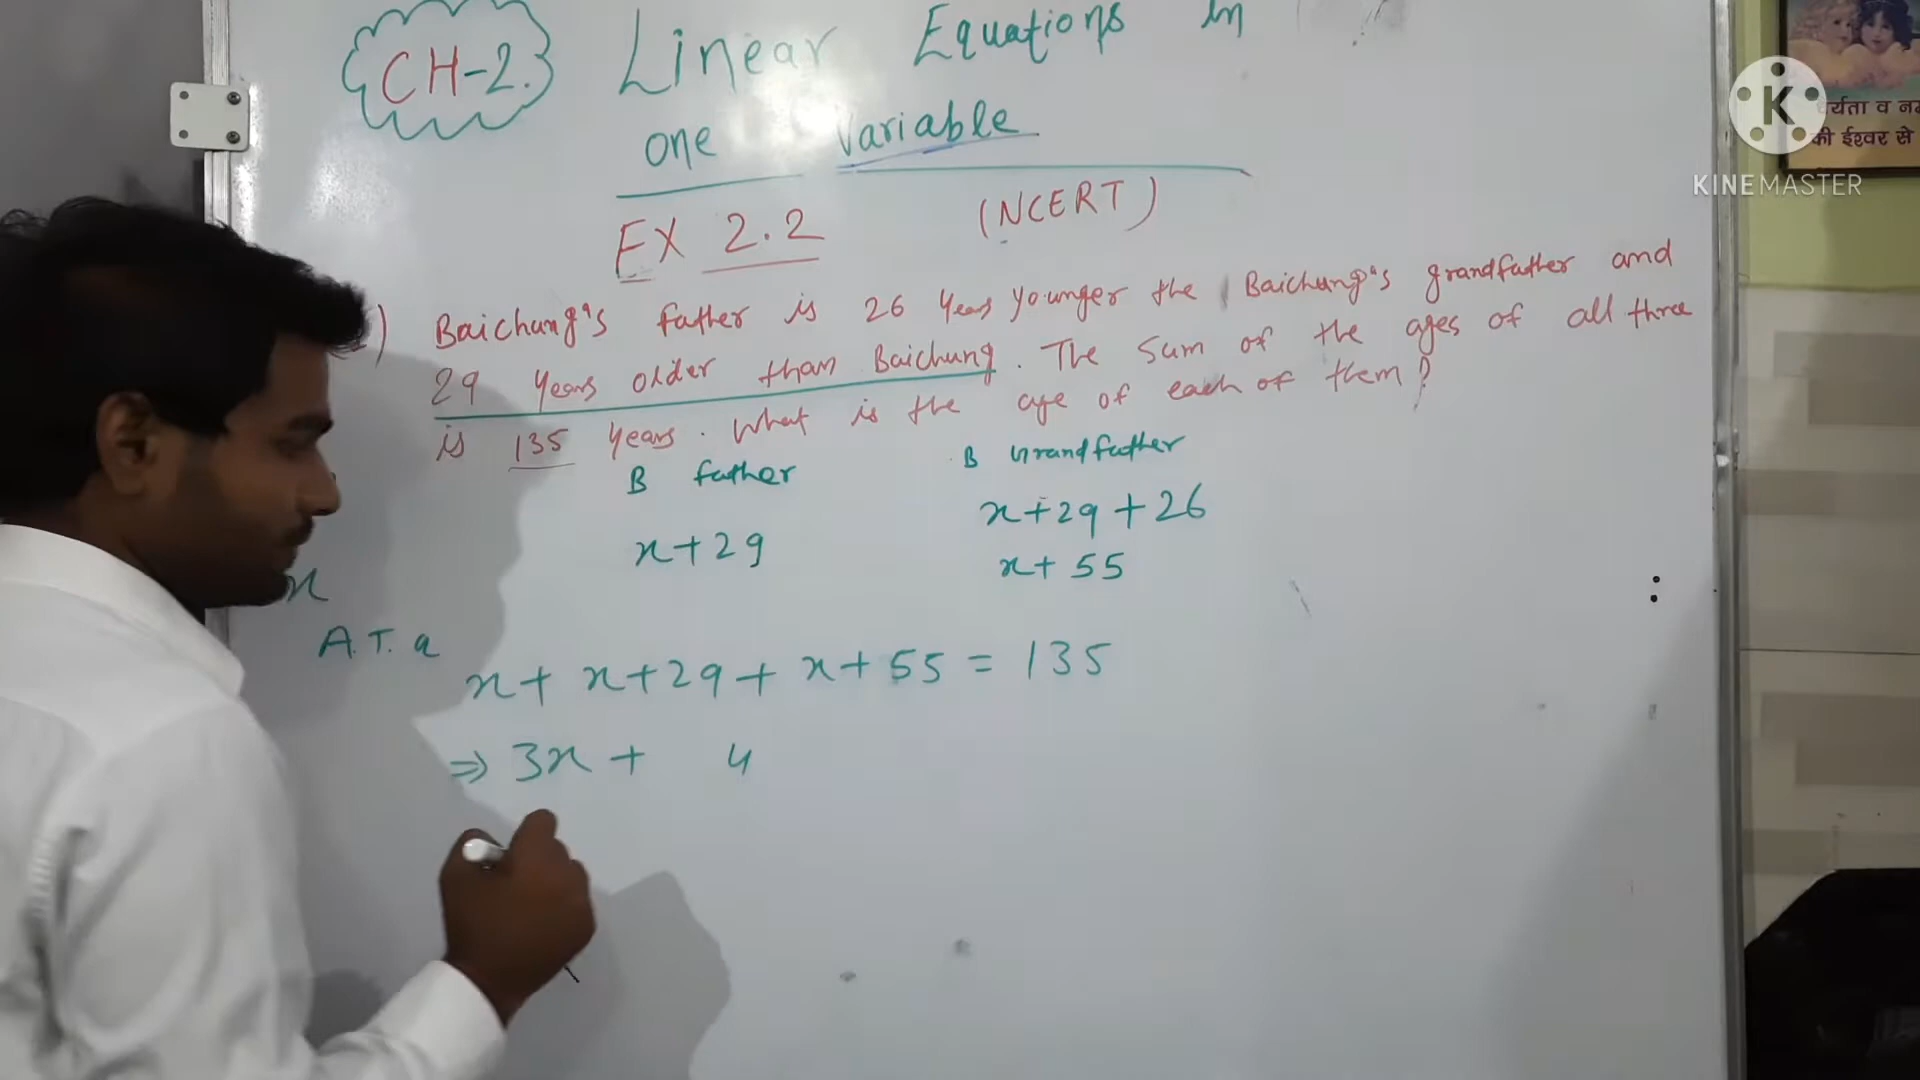 CH-2.
Linear Equations in
one Variable
EX 2.2 (NCERT)
Baichung's father is 26 years younger the Baichung's grandfather and
29 years older than Baichung. The Sum of the ages of all three
is 135 years. What is the age of each of them?
B father B Grandfather
x+29 x+29+26
x+55
x
A.T.Q
x+ x+29+ x+55 = 135
⇒ 3x + 4
K
KINEMASTER
व न
की ईश्वर से